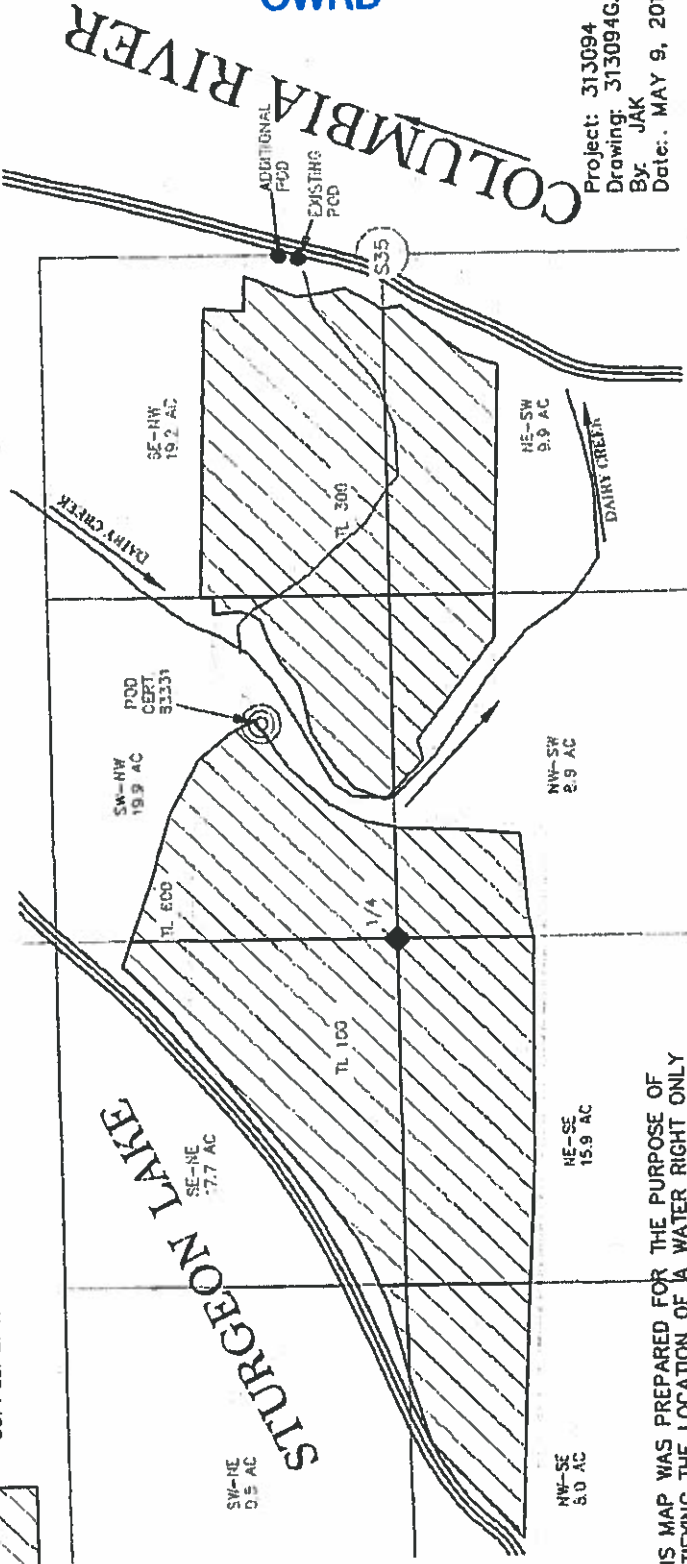 OWRD
COLUMBIA RIVER
Project: 313094
Drawing: 313094G.
By: JAK
Date:. MAY 9, 201
ADDITIONAL
POD
EXISTING
POD
S35
SE-NW
19.2 AC
NE-SW
9.9 AC
DAIRY CREEK
DAIRY CREEK
TL 300
POD
CERT.
83331
SW-NW
19.9 AC
NW-SW
8.9 AC
TL 600
1/4
TL 100
STURGEON LAKE
SE-NE
17.7 AC
NE-SE
15.9 AC
SW-NE
0.5 AC
NW-SE
8.0 AC
IS MAP WAS PREPARED FOR THE PURPOSE OF
TIFYING THE LOCATION OF A WATER RIGHT ONLY